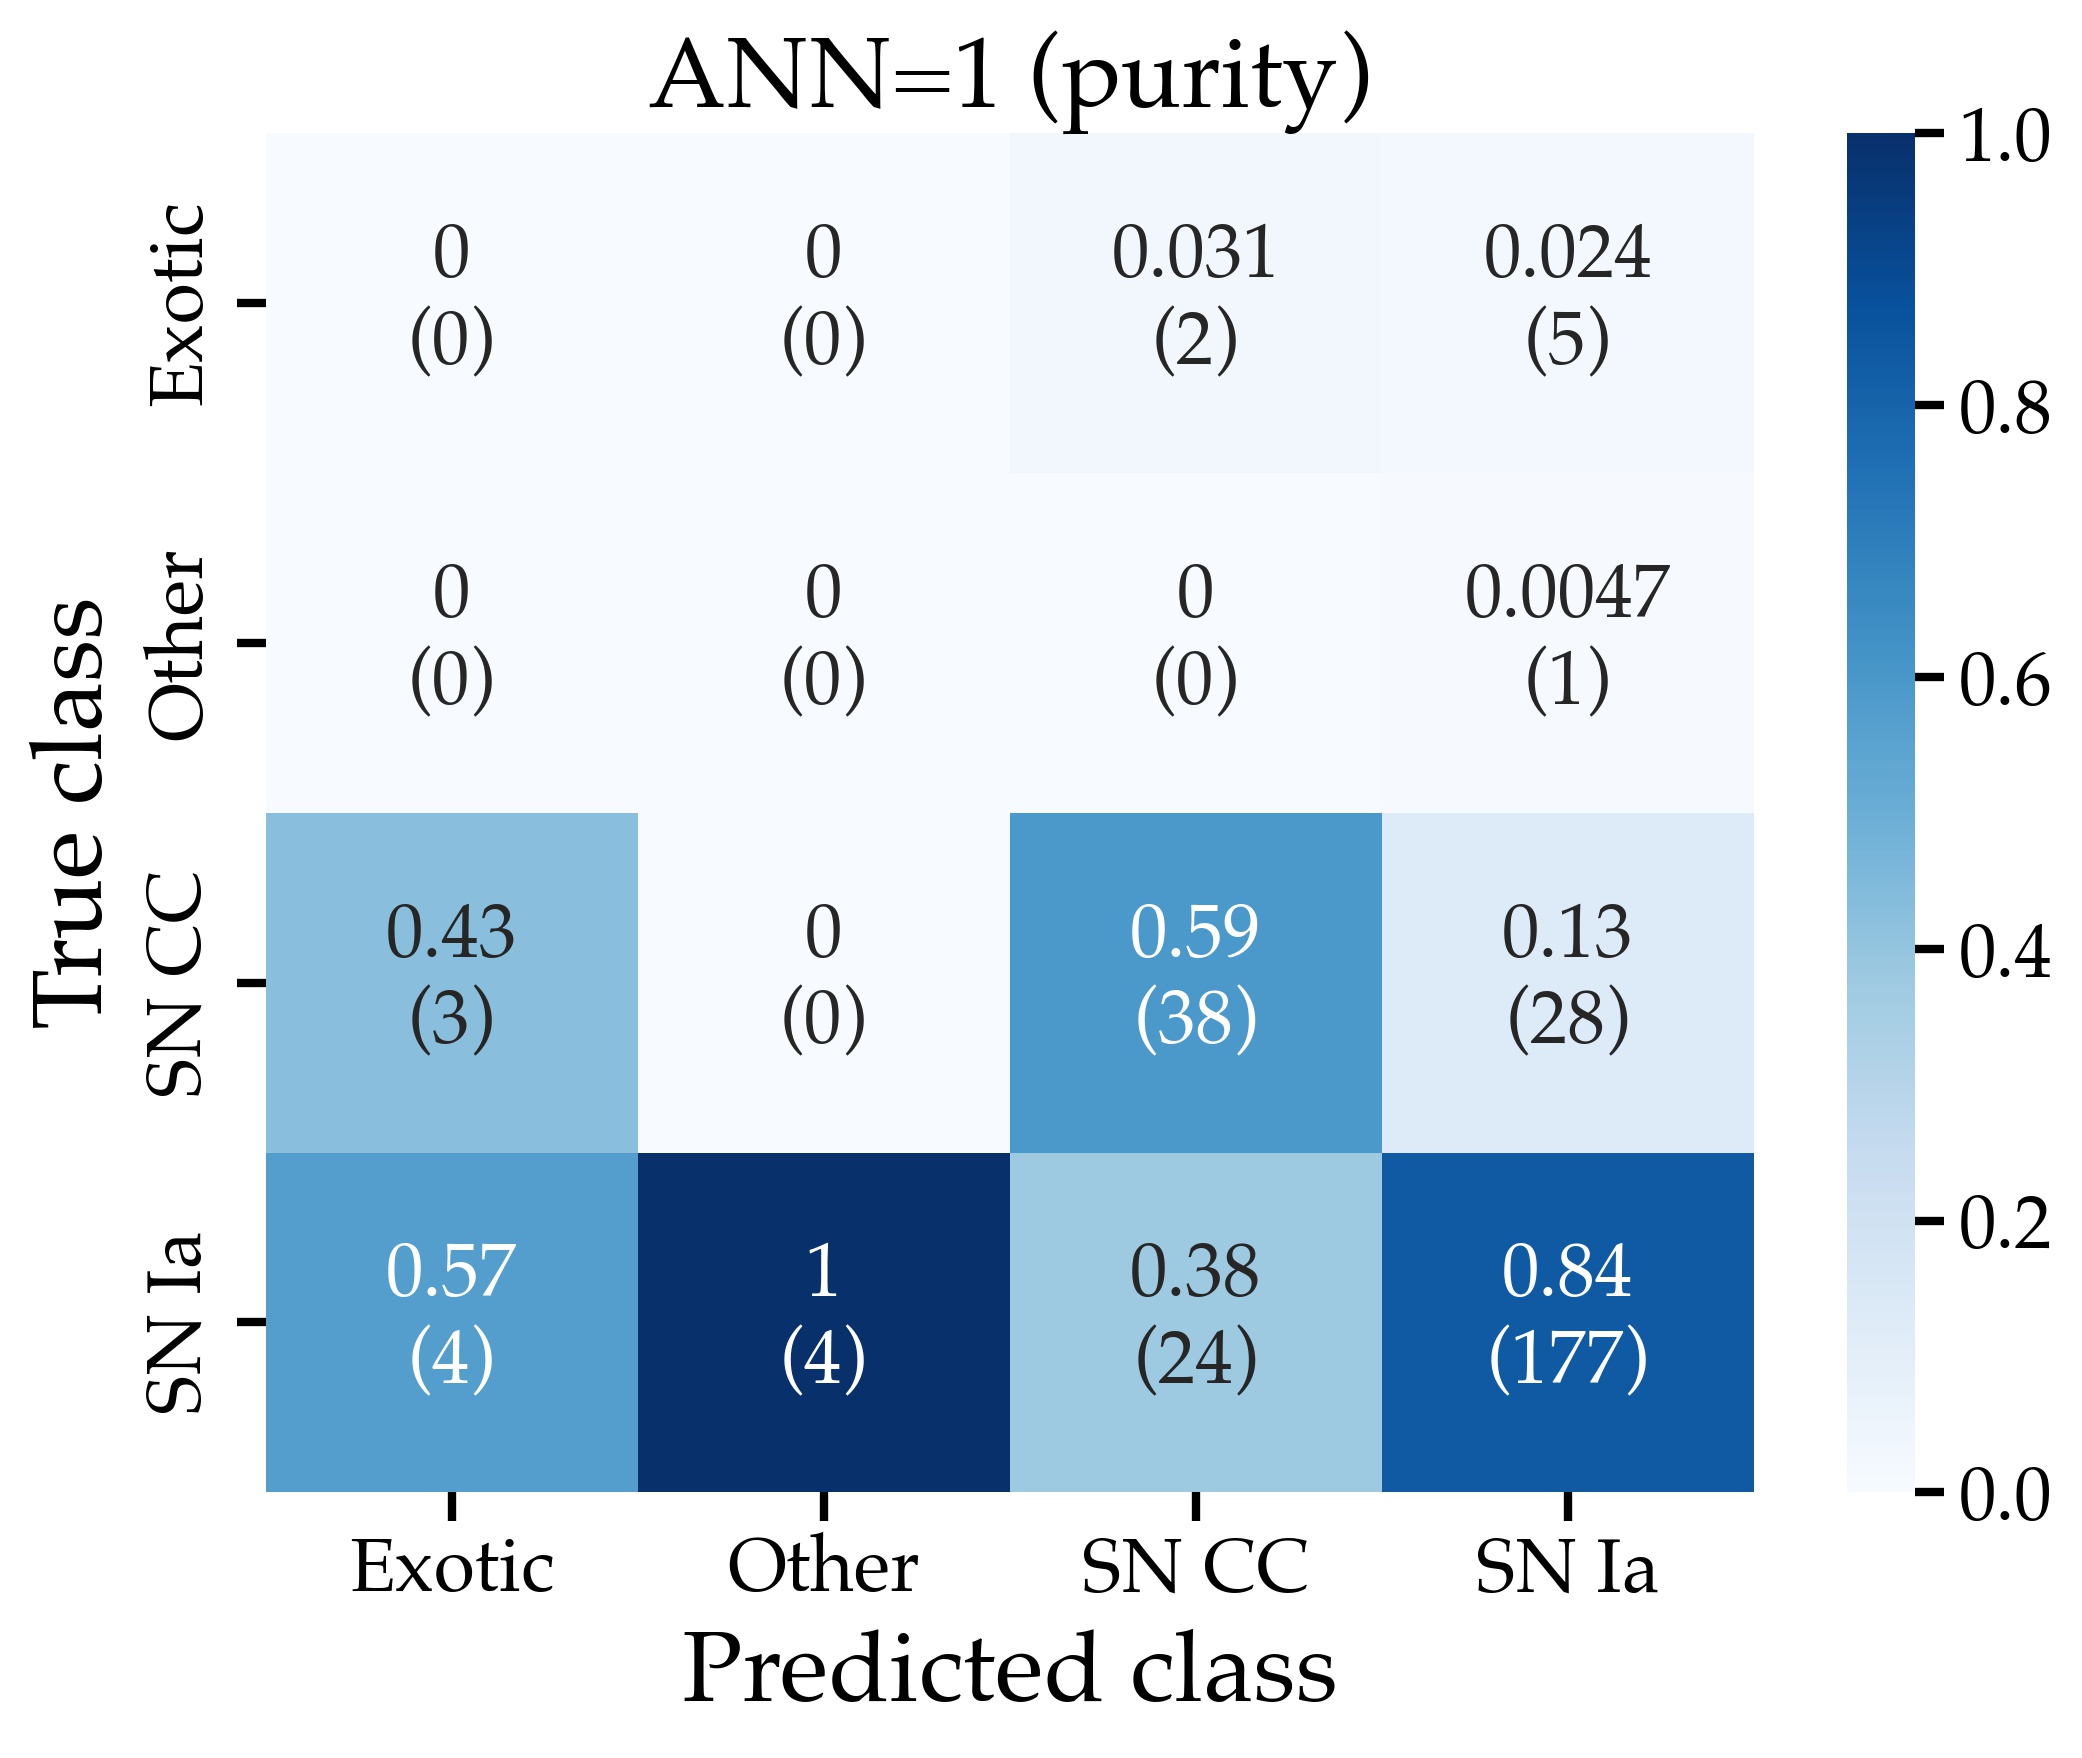 ANN=1 (purity)
True class
Exotic
0 0 0.031 0.024
(0) (0) (2) (5)
Other
0 0 0 0.0047
(0) (0) (0) (1)
SN CC
0.43 0 0.59 0.13
(3) (0) (38) (28)
SN Ia
0.57 1 0.38 0.84
(4) (4) (24) (177)
Exotic Other SN CC SN Ia
Predicted class
1.0
0.8
0.6
0.4
0.2
0.0